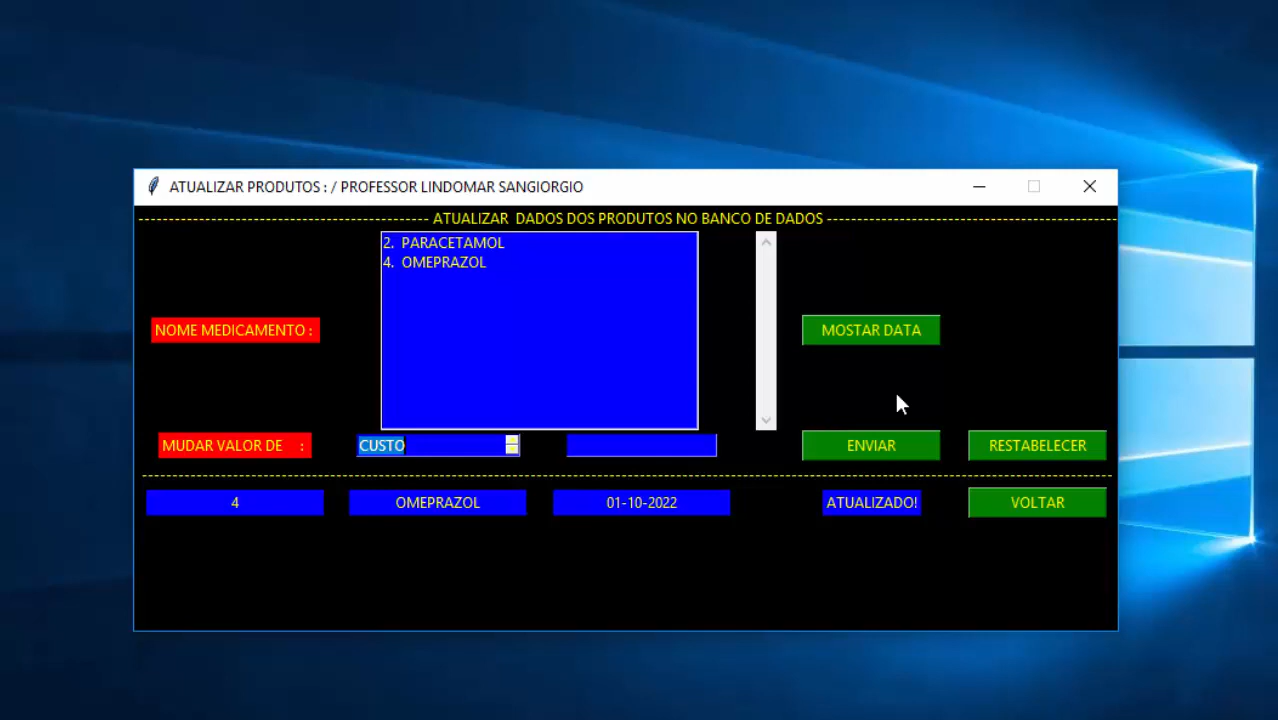 ATUALIZAR PRODUTOS : / PROFESSOR LINDOMAR SANGIORGIO
------------------------------------------------ ATUALIZAR  DADOS DOS PRODUTOS NO BANCO DE DADOS ------------------------------------------------
2. PARACETAMOL
4. OMEPRAZOL
NOME MEDICAMENTO :
MOSTAR DATA
MUDAR VALOR DE    : CUSTO ENVIAR RESTABELECER
4 OMEPRAZOL 01-10-2022 ATUALIZADO! VOLTAR